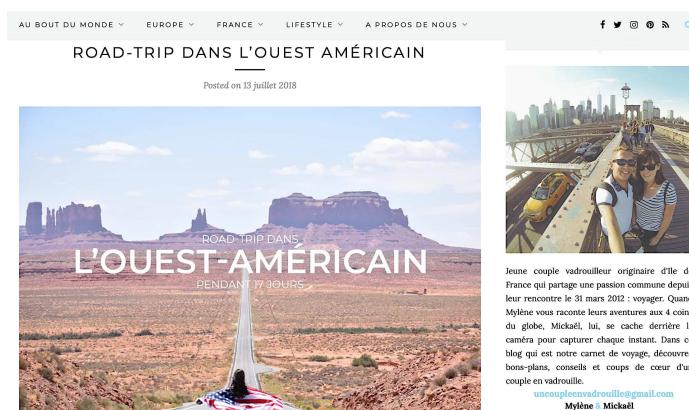 AU BOUT DU MONDE EUROPE FRANCE LIFESTYLE A PROPOS DE NOUS
ROAD-TRIP DANS L'OUEST AMÉRICAIN
Posted on 13 juillet 2018
ROAD-TRIP DANS
L'OUEST-AMÉRICAIN
PENDANT 17 JOURS
Jeune couple vadrouilleur originaire d'Ile d
France qui partage une passion commune depui
leur rencontre le 31 mars 2012 : voyager. Quan
Mylène vous raconte leurs aventures aux 4 coin
du globe, Mickaël, lui, se cache derrière l
caméra pour capturer chaque instant. Dans c
blog qui est notre carnet de voyage, découvre
bons-plans, conseils et coups de cœur d'u
couple en vadrouille.
uncoupleenvadrouille@gmail.com
Mylène & Mickaël